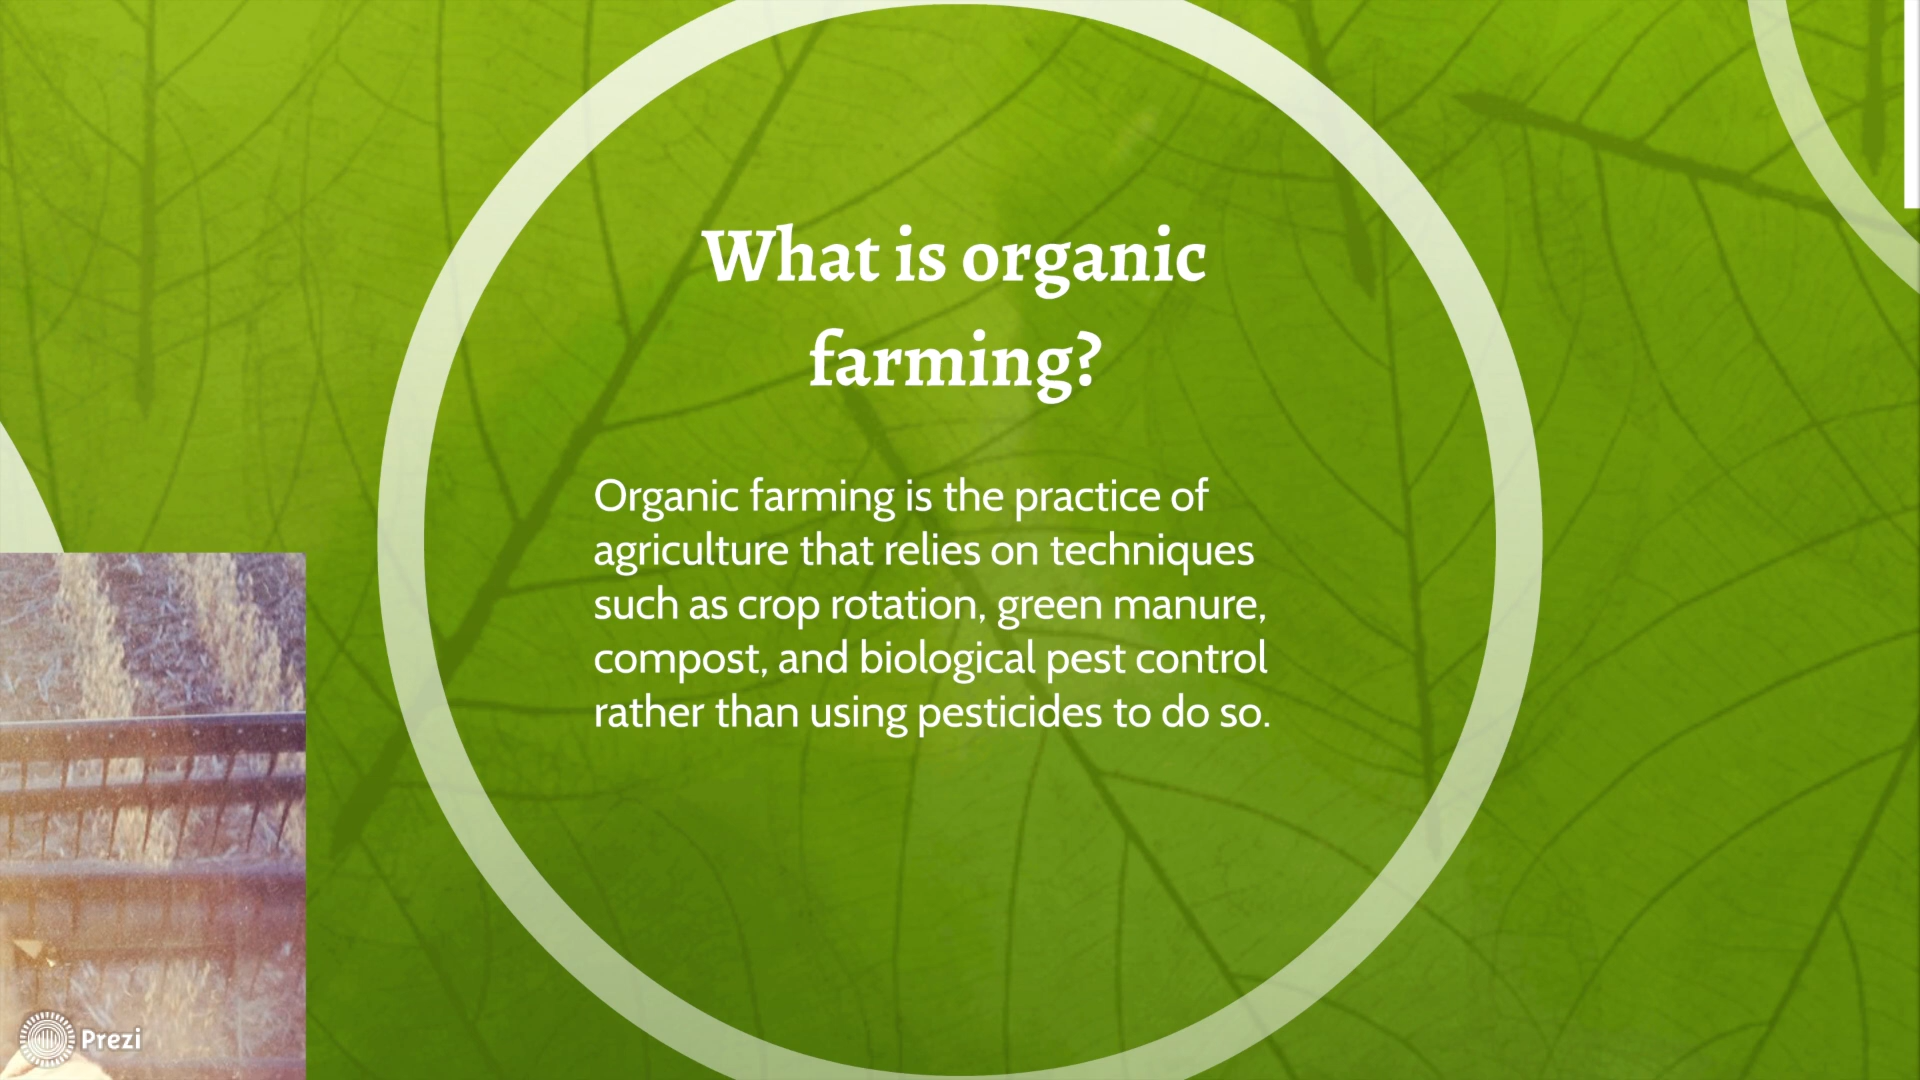 What is organic
farming?
Organic farming is the practice of
agriculture that relies on techniques
such as crop rotation, green manure,
compost, and biological pest control
rather than using pesticides to do so.
Prezi